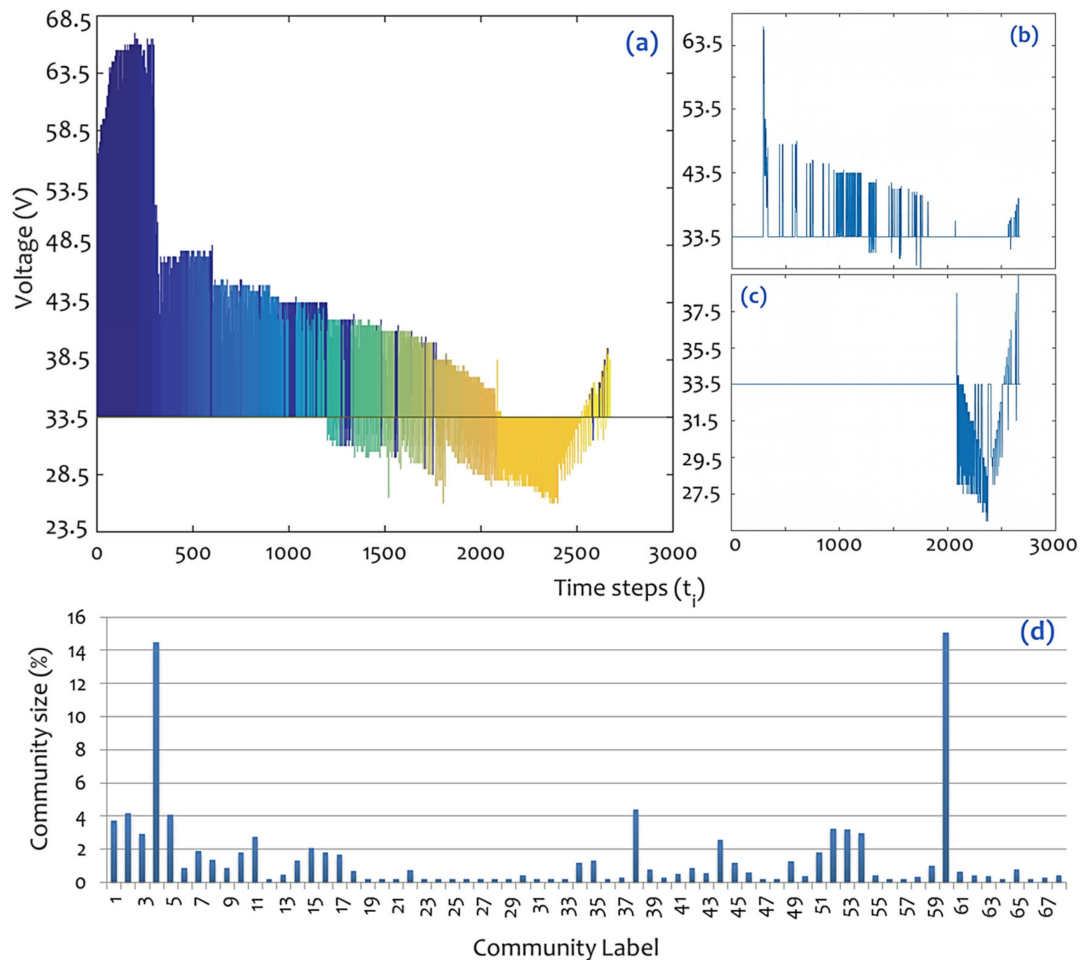 (a)
Voltage (V)
68.5
63.5
58.5
53.5
48.5
43.5
38.5
33.5
28.5
23.5
0 500 1000 1500 2000 2500 3000
(b)
63.5
53.5
43.5
33.5
(c)
37.5
35.5
33.5
31.5
29.5
27.5
0 1000 2000 3000
Time steps (ti)
(d)
Community size (%)
16
14
12
10
8
6
4
2
0
1 3 5 7 9 11 13 15 17 19 21 23 25 27 29 31 33 35 37 39 41 43 45 47 49 51 53 55 57 59 61 63 65 67
Community Label